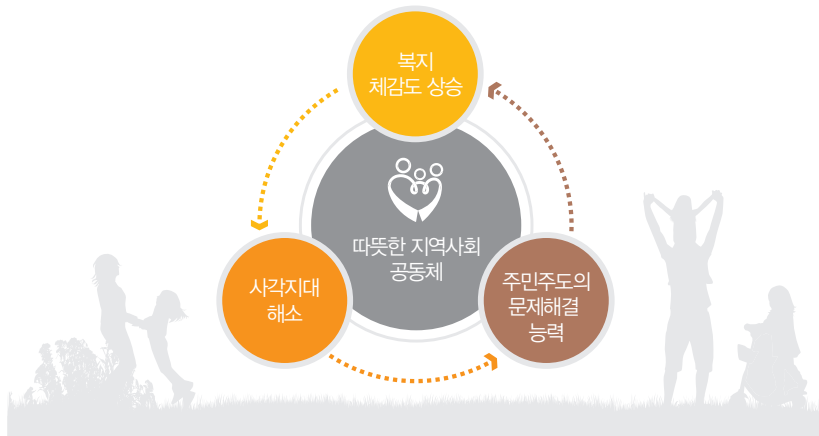 복지
체감도 상승
따뜻한 지역사회
공동체
사각지대
해소
주민주도의
문제해결
능력